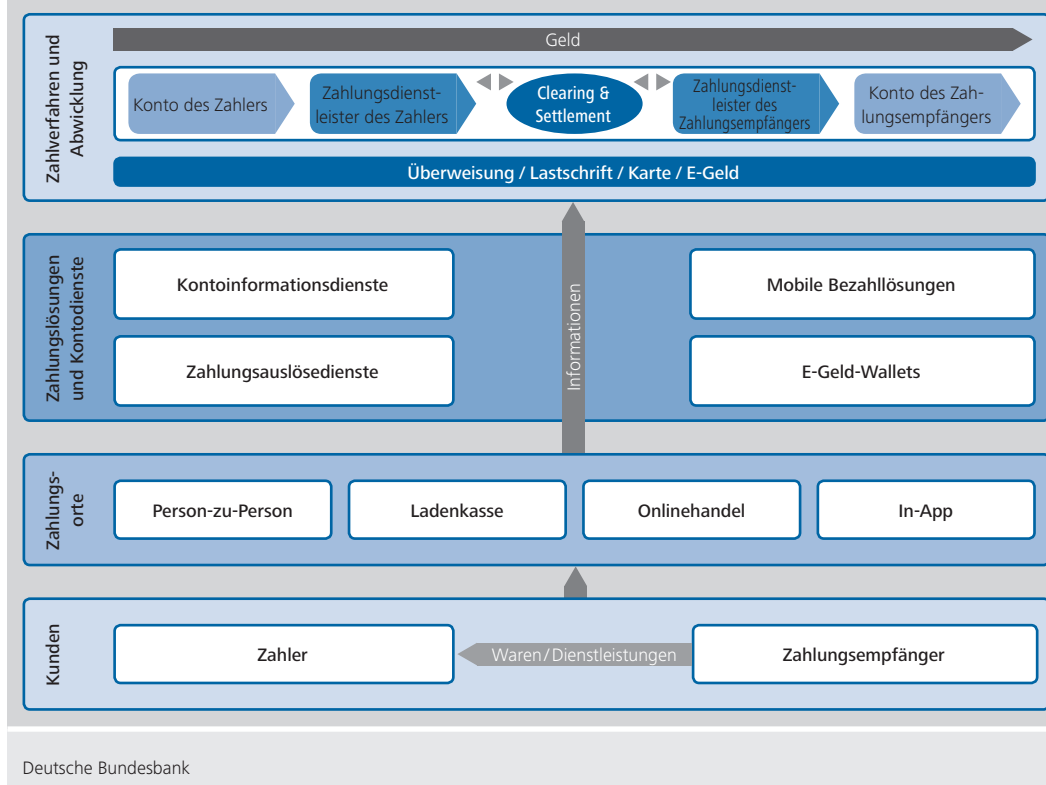 Zahlverfahren und
Abwicklung
Geld
Konto des Zahlers
Zahlungsdienst-
leister des Zahlers
Clearing &
Settlement
Zahlungsdienst-
leister des
Zahlungsempfängers
Konto des Zah-
lungsempfängers
Überweisung / Lastschrift / Karte / E-Geld
Zahlungslösungen
und Kontodienste
Kontoinformationsdienste
Mobile Bezahllösungen
Zahlungsauslösedienste
E-Geld-Wallets
Informationen
Zahlungs-
orte
Person-zu-Person
Ladenkasse
Onlinehandel
In-App
Kunden
Zahler
Waren/Dienstleistungen
Zahlungsempfänger
Deutsche Bundesbank